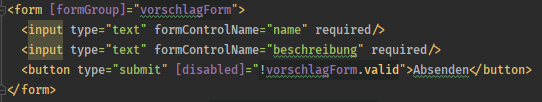 <form [formGroup]="vorschlagForm">
<input type="text" formControlName="name" required/>
<input type="text" formControlName="beschreibung" required/>
<button type="submit" [disabled]="!vorschlagForm.valid">Absenden</button>
</form>